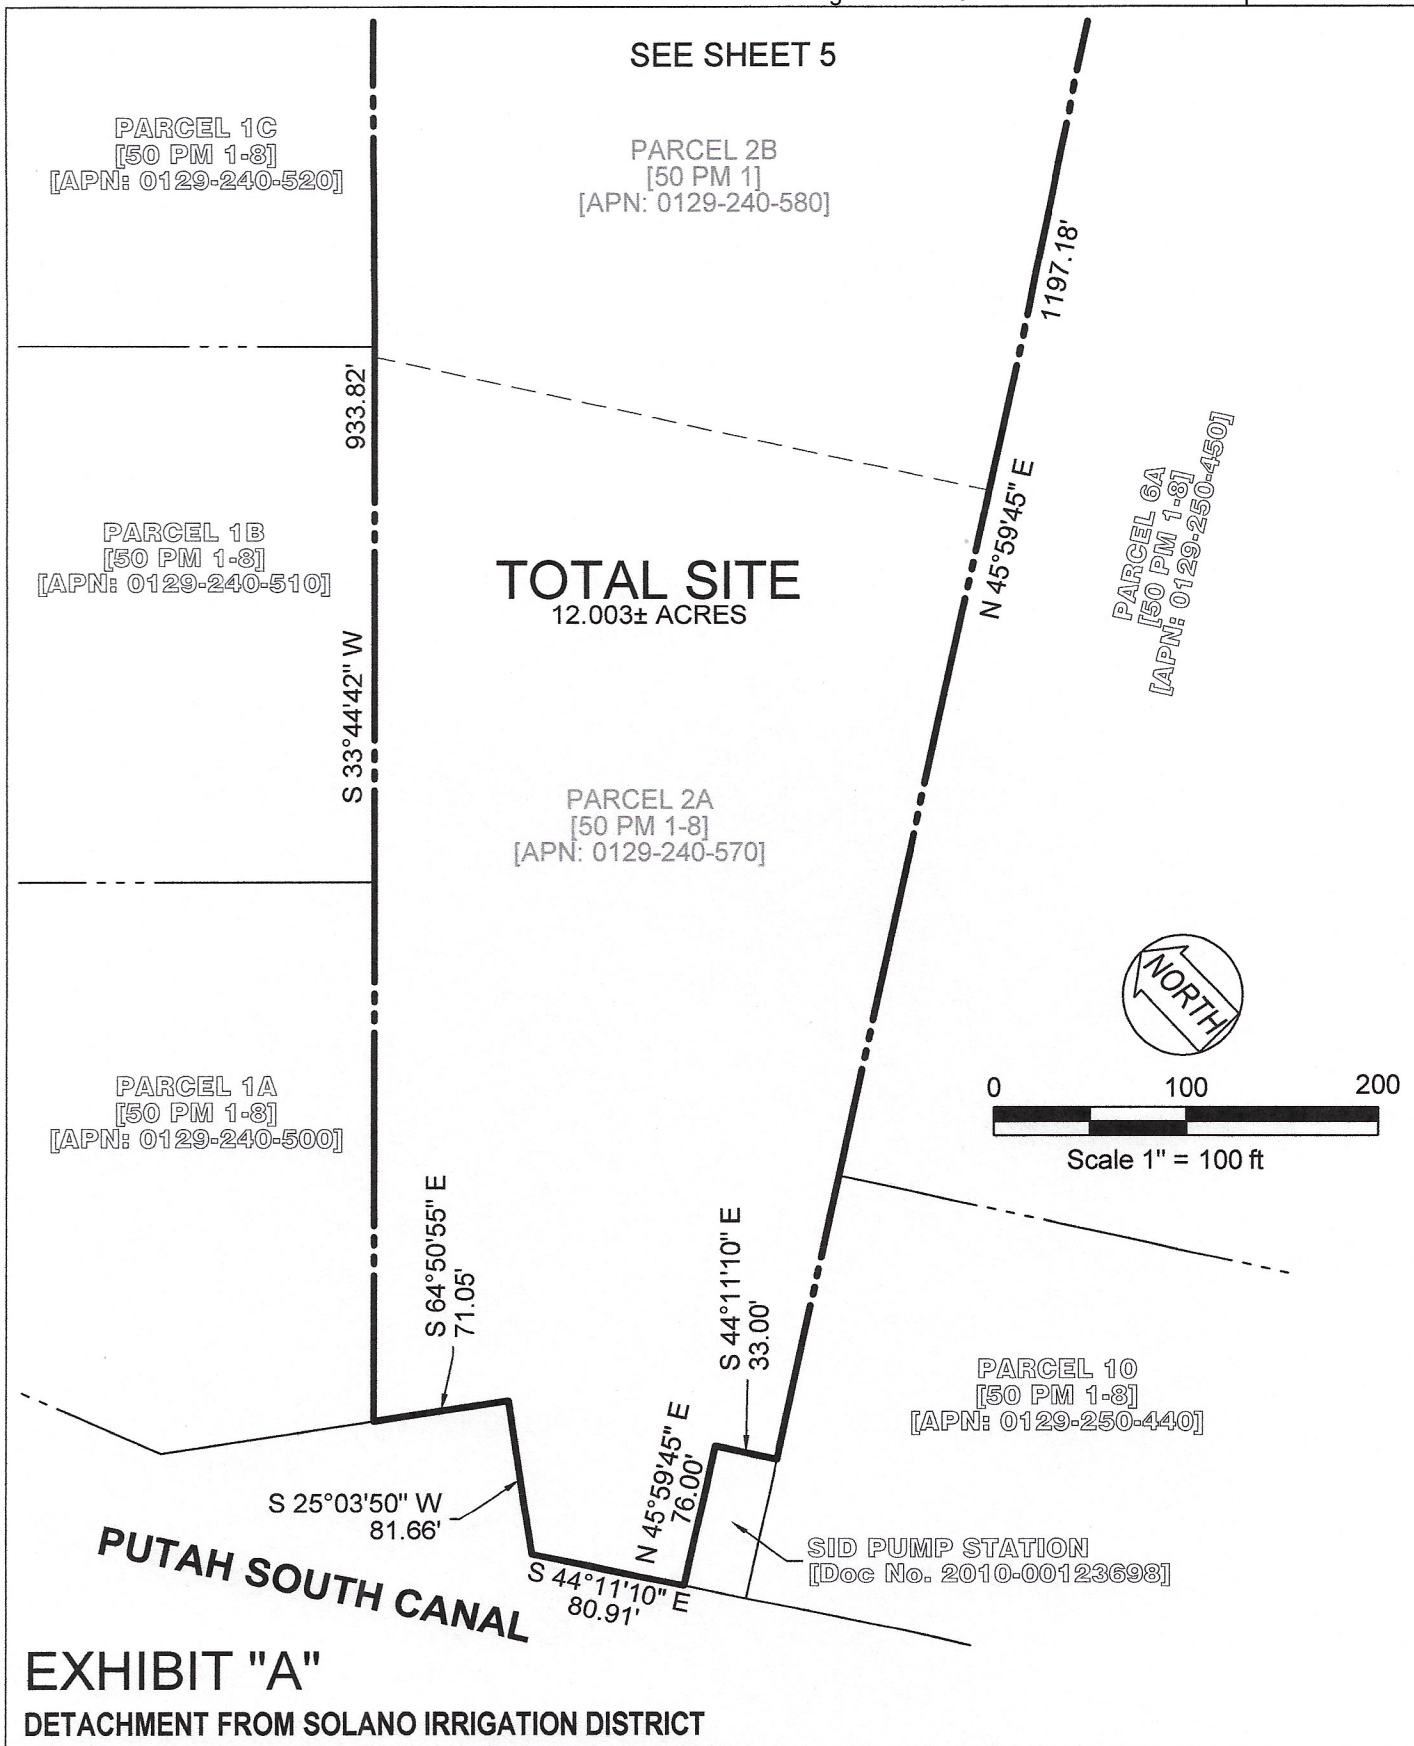 SEE SHEET 5
PARCEL 1C
[50 PM 1-8]
[APN: 0129-240-520]
PARCEL 2B
[50 PM 1]
[APN: 0129-240-580]
1197.18'
933.82'
N 45°59'45" E
PARCEL 6A
[50 PM 1-8]
[APN: 0129-250-450]
PARCEL 1B
[50 PM 1-8]
[APN: 0129-240-510]
TOTAL SITE
12.003± ACRES
S 33°44'42" W
PARCEL 2A
[50 PM 1-8]
[APN: 0129-240-570]
NORTH
0 100 200
Scale 1" = 100 ft
PARCEL 1A
[50 PM 1-8]
[APN: 0129-240-500]
S 64°50'55" E
71.05'
S 44°11'10" E
33.00'
PARCEL 10
[50 PM 1-8]
[APN: 0129-250-440]
N 45°59'45" E
76.00'
S 25°03'50" W
81.66'
SID PUMP STATION
[Doc No. 2010-00123698]
S 44°11'10" E
80.91'
PUTAH SOUTH CANAL
EXHIBIT "A"
DETACHMENT FROM SOLANO IRRIGATION DISTRICT